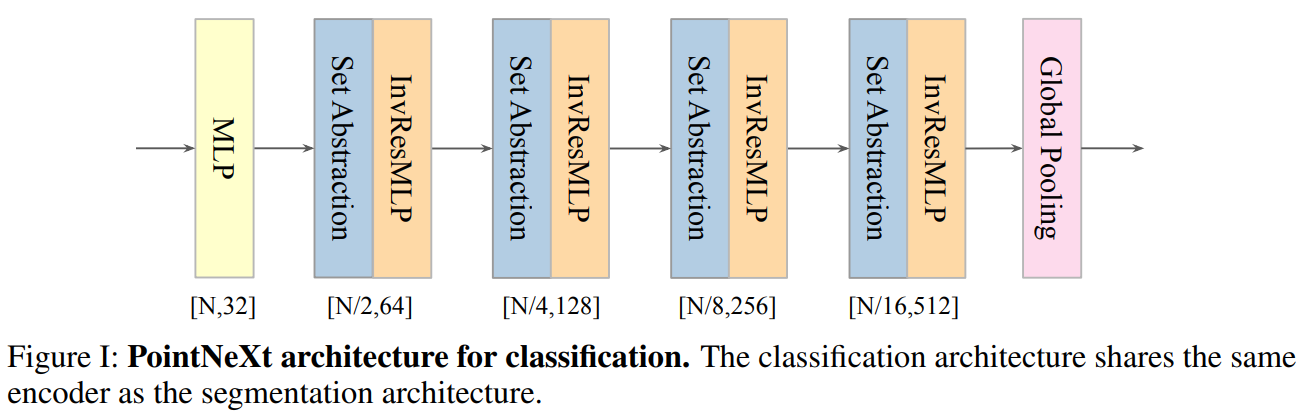 MLP
Set Abstraction
InvResMLP
Set Abstraction
InvResMLP
Set Abstraction
InvResMLP
Set Abstraction
InvResMLP
Global Pooling
[N,32]
[N/2,64]
[N/4,128]
[N/8,256]
[N/16,512]
Figure I: PointNeXt architecture for classification. The classification architecture shares the same
encoder as the segmentation architecture.